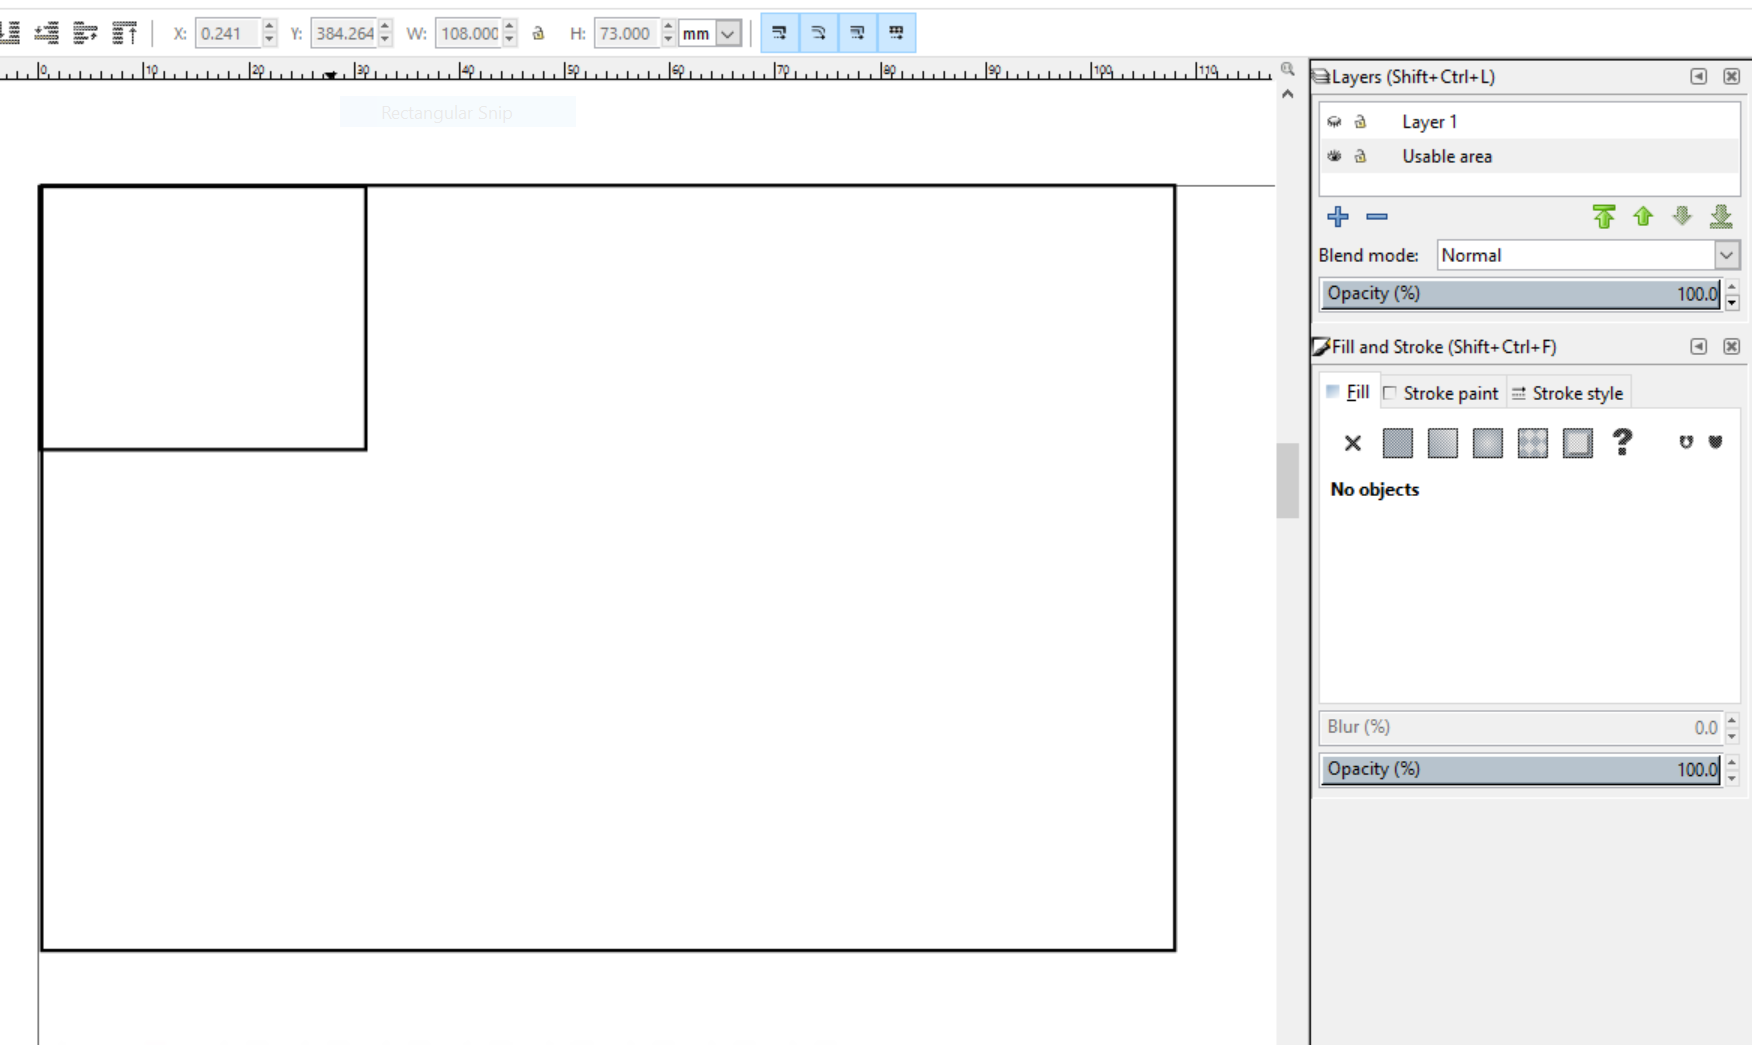 X: 0.241 Y: 384.264 W: 108.000 H: 73.000 mm
0 10 20 30 40 50 60 70 80 90 100 110
Rectangular Snip
Layers (Shift+Ctrl+L)
Layer 1
Usable area
Blend mode: Normal
Opacity (%) 100.0
Fill and Stroke (Shift+Ctrl+F)
Fill Stroke paint Stroke style
?
No objects
Blur (%) 0.0
Opacity (%) 100.0